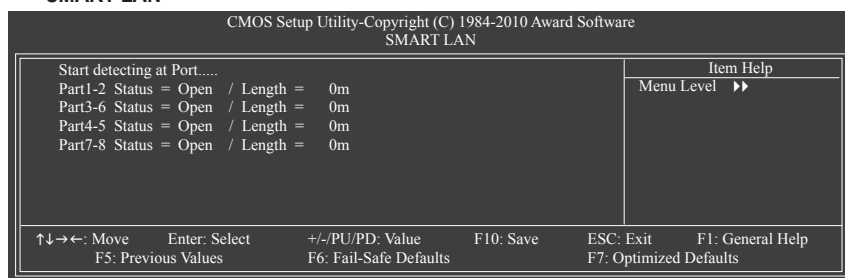 SMART LAN
CMOS Setup Utility-Copyright (C) 1984-2010 Award Software
SMART LAN
Start detecting at Port.....
Part1-2 Status = Open / Length = 0m
Part3-6 Status = Open / Length = 0m
Part4-5 Status = Open / Length = 0m
Part7-8 Status = Open / Length = 0m
Item Help
Menu Level ▶▶
↑↓→←: Move Enter: Select +/-/PU/PD: Value F10: Save ESC: Exit F1: General Help
F5: Previous Values F6: Fail-Safe Defaults F7: Optimized Defaults